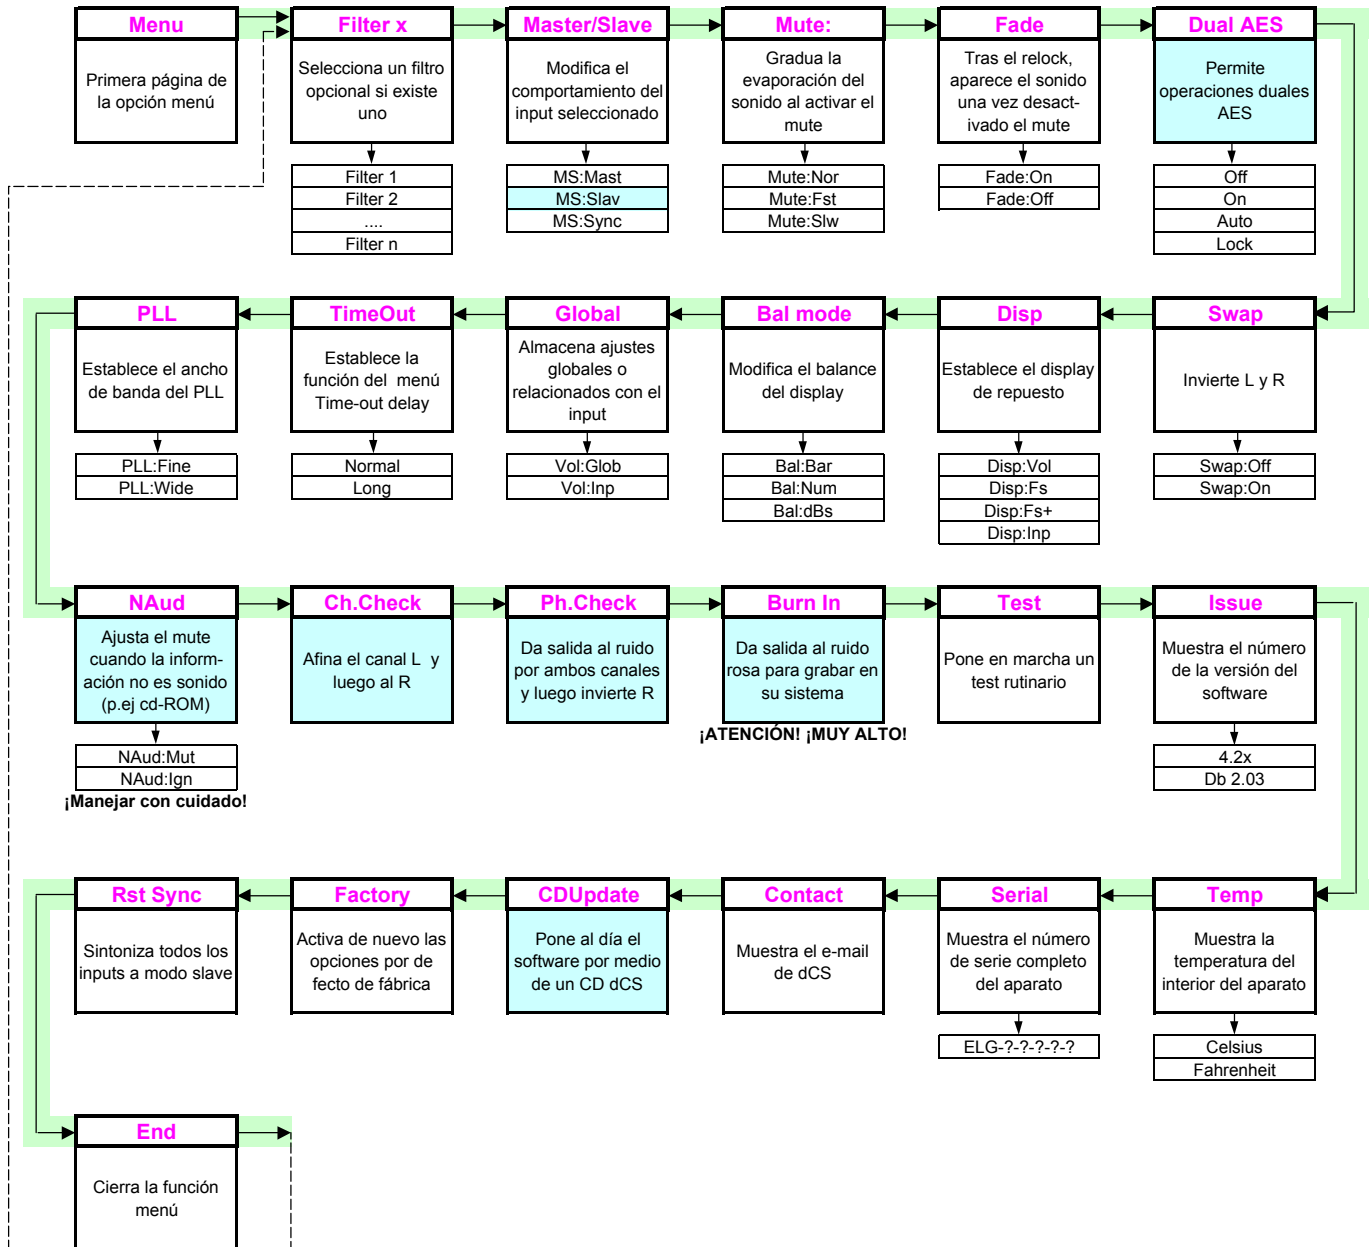 Menu
Primera página de
la opción menú
Filter x
Selecciona un filtro
opcional si existe
uno
Filter 1
Filter 2
....
Filter n
Master/Slave
Modifica el
comportamiento del
input seleccionado
MS:Mast
MS:Slav
MS:Sync
Mute:
Gradua la
evaporación del
sonido al activar el
mute
Mute:Nor
Mute:Fst
Mute:Slw
Fade
Tras el relock,
aparece el sonido
una vez desact-
ivado el mute
Fade:On
Fade:Off
Dual AES
Permite
operaciones duales
AES
Off
On
Auto
Lock
PLL
Establece el ancho
de banda del PLL
PLL:Fine
PLL:Wide
TimeOut
Establece la
función del menú
Time-out delay
Normal
Long
Global
Almacena ajustes
globales o
relacionados con el
input
Vol:Glob
Vol:Inp
Bal mode
Modifica el balance
del display
Bal:Bar
Bal:Num
Bal:dBs
Disp
Establece el display
de repuesto
Disp:Vol
Disp:Fs
Disp:Fs+
Disp:Inp
Swap
Invierte L y R
Swap:Off
Swap:On
NAud
Ajusta el mute
cuando la inform-
ación no es sonido
(p.ej cd-ROM)
NAud:Mut
NAud:Ign
¡Manejar con cuidado!
Ch.Check
Afina el canal L y
luego al R
Ph.Check
Da salida al ruido
por ambos canales
y luego invierte R
Burn In
Da salida al ruido
rosa para grabar en
su sistema
¡ATENCIÓN! ¡MUY ALTO!
Test
Pone en marcha un
test rutinario
Issue
Muestra el número
de la versión del
software
4.2x
Db 2.03
Rst Sync
Sintoniza todos los
inputs a modo slave
Factory
Activa de nuevo las
opciones por de
fecto de fábrica
CDUpdate
Pone al día el
software por medio
de un CD dCS
Contact
Muestra el e-mail
de dCS
Serial
Muestra el número
de serie completo
del aparato
ELG-?-?-?-?-?
Temp
Muestra la
temperatura del
interior del aparato
Celsius
Fahrenheit
End
Cierra la función
menú